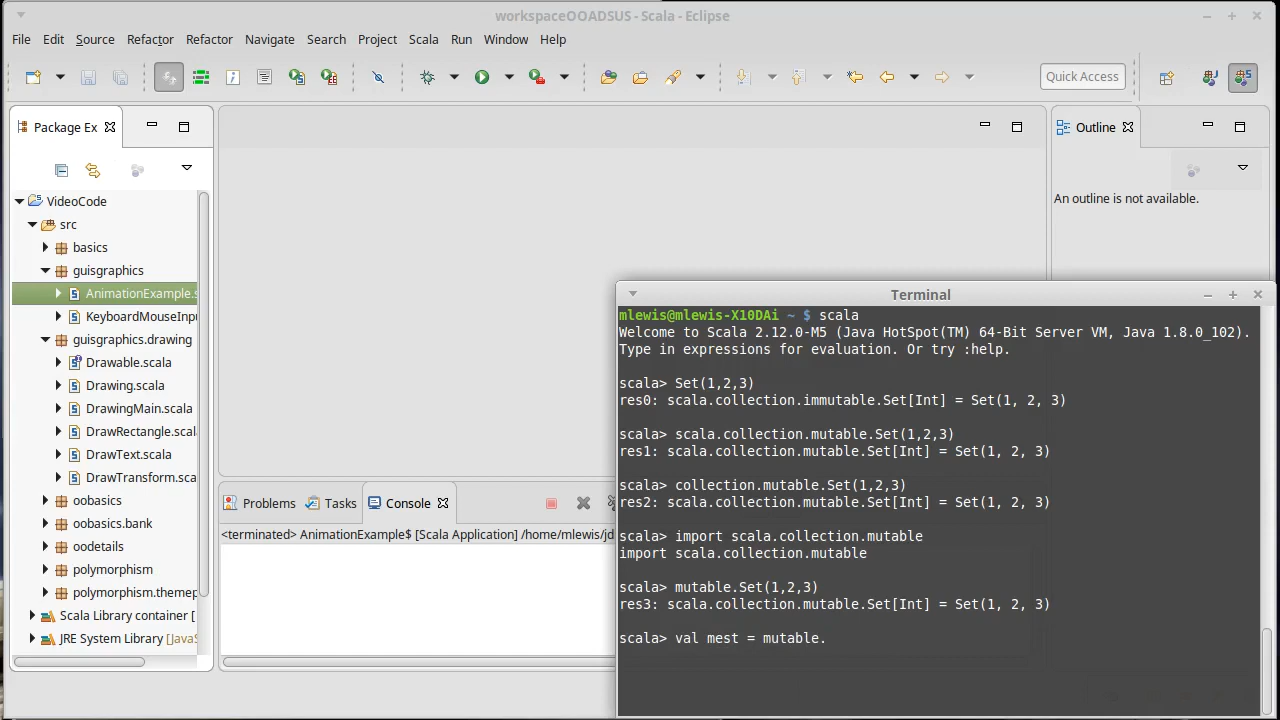 workspaceOOADSUS - Scala - Eclipse
File Edit Source Refactor Refactor Navigate Search Project Scala Run Window Help
Quick Access
Package Ex
Outline
An outline is not available.
VideoCode
src
basics
guisgraphics
AnimationExample.s
KeyboardMouseInpu
guisgraphics.drawing
Drawable.scala
Drawing.scala
DrawingMain.scala
DrawRectangle.scal
DrawText.scala
DrawTransform.sca
oobasics
oobasics.bank
oodetails
polymorphism
polymorphism.themep
Scala Library container [
JRE System Library [JavaS
Problems Tasks Console
<terminated> AnimationExample$ [Scala Application] /home/mlewis/jd
Terminal
mlewis@mlewis-X10DAi ~ $ scala
Welcome to Scala 2.12.0-M5 (Java HotSpot(TM) 64-Bit Server VM, Java 1.8.0_102).
Type in expressions for evaluation. Or try :help.
scala> Set(1,2,3)
res0: scala.collection.immutable.Set[Int] = Set(1, 2, 3)
scala> scala.collection.mutable.Set(1,2,3)
res1: scala.collection.mutable.Set[Int] = Set(1, 2, 3)
scala> collection.mutable.Set(1,2,3)
res2: scala.collection.mutable.Set[Int] = Set(1, 2, 3)
scala> import scala.collection.mutable
import scala.collection.mutable
scala> mutable.Set(1,2,3)
res3: scala.collection.mutable.Set[Int] = Set(1, 2, 3)
scala> val mest = mutable.